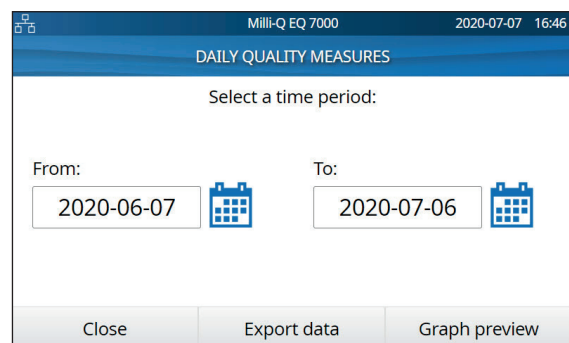 Milli-Q EQ 7000 2020-07-07 16:46
DAILY QUALITY MEASURES
Select a time period:
From: To:
2020-06-07 2020-07-06
Close Export data Graph preview